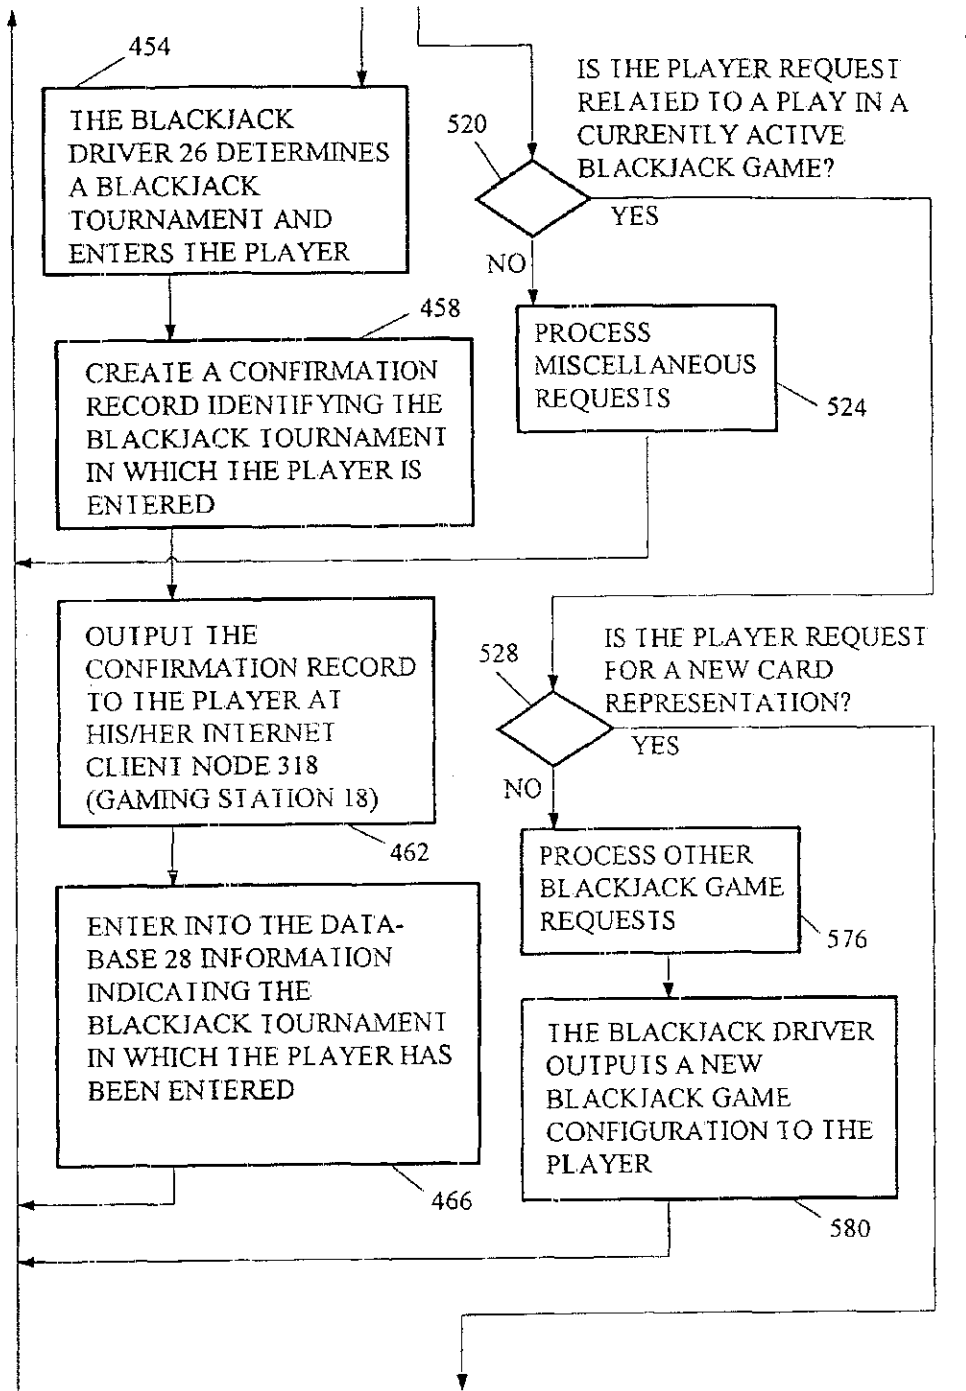 454
THE BLACKJACK
DRIVER 26 DETERMINES
A BLACKJACK
TOURNAMENT AND
ENTERS THE PLAYER
458
CREATE A CONFIRMATION
RECORD IDENTIFYING THE
BLACKJACK TOURNAMENT
IN WHICH THE PLAYER IS
ENTERED
OUTPUT THE
CONFIRMATION RECORD
TO THE PLAYER AT
HIS/HER INTERNET
CLIENT NODE 318
(GAMING STATION 18)
462
ENTER INTO THE DATA-
BASE 28 INFORMATION
INDICATING THE
BLACKJACK TOURNAMENT
IN WHICH THE PLAYER HAS
BEEN ENTERED
466
IS THE PLAYER REQUEST
RELATED TO A PLAY IN A
CURRENTLY ACTIVE
BLACKJACK GAME?
520
YES
NO
PROCESS
MISCELLANEOUS
REQUESTS
524
IS THE PLAYER REQUEST
FOR A NEW CARD
REPRESENTATION?
528
YES
NO
PROCESS OTHER
BLACKJACK GAME
REQUESTS
576
THE BLACKJACK DRIVER
OUTPUTS A NEW
BLACKJACK GAME
CONFIGURATION TO THE
PLAYER
580